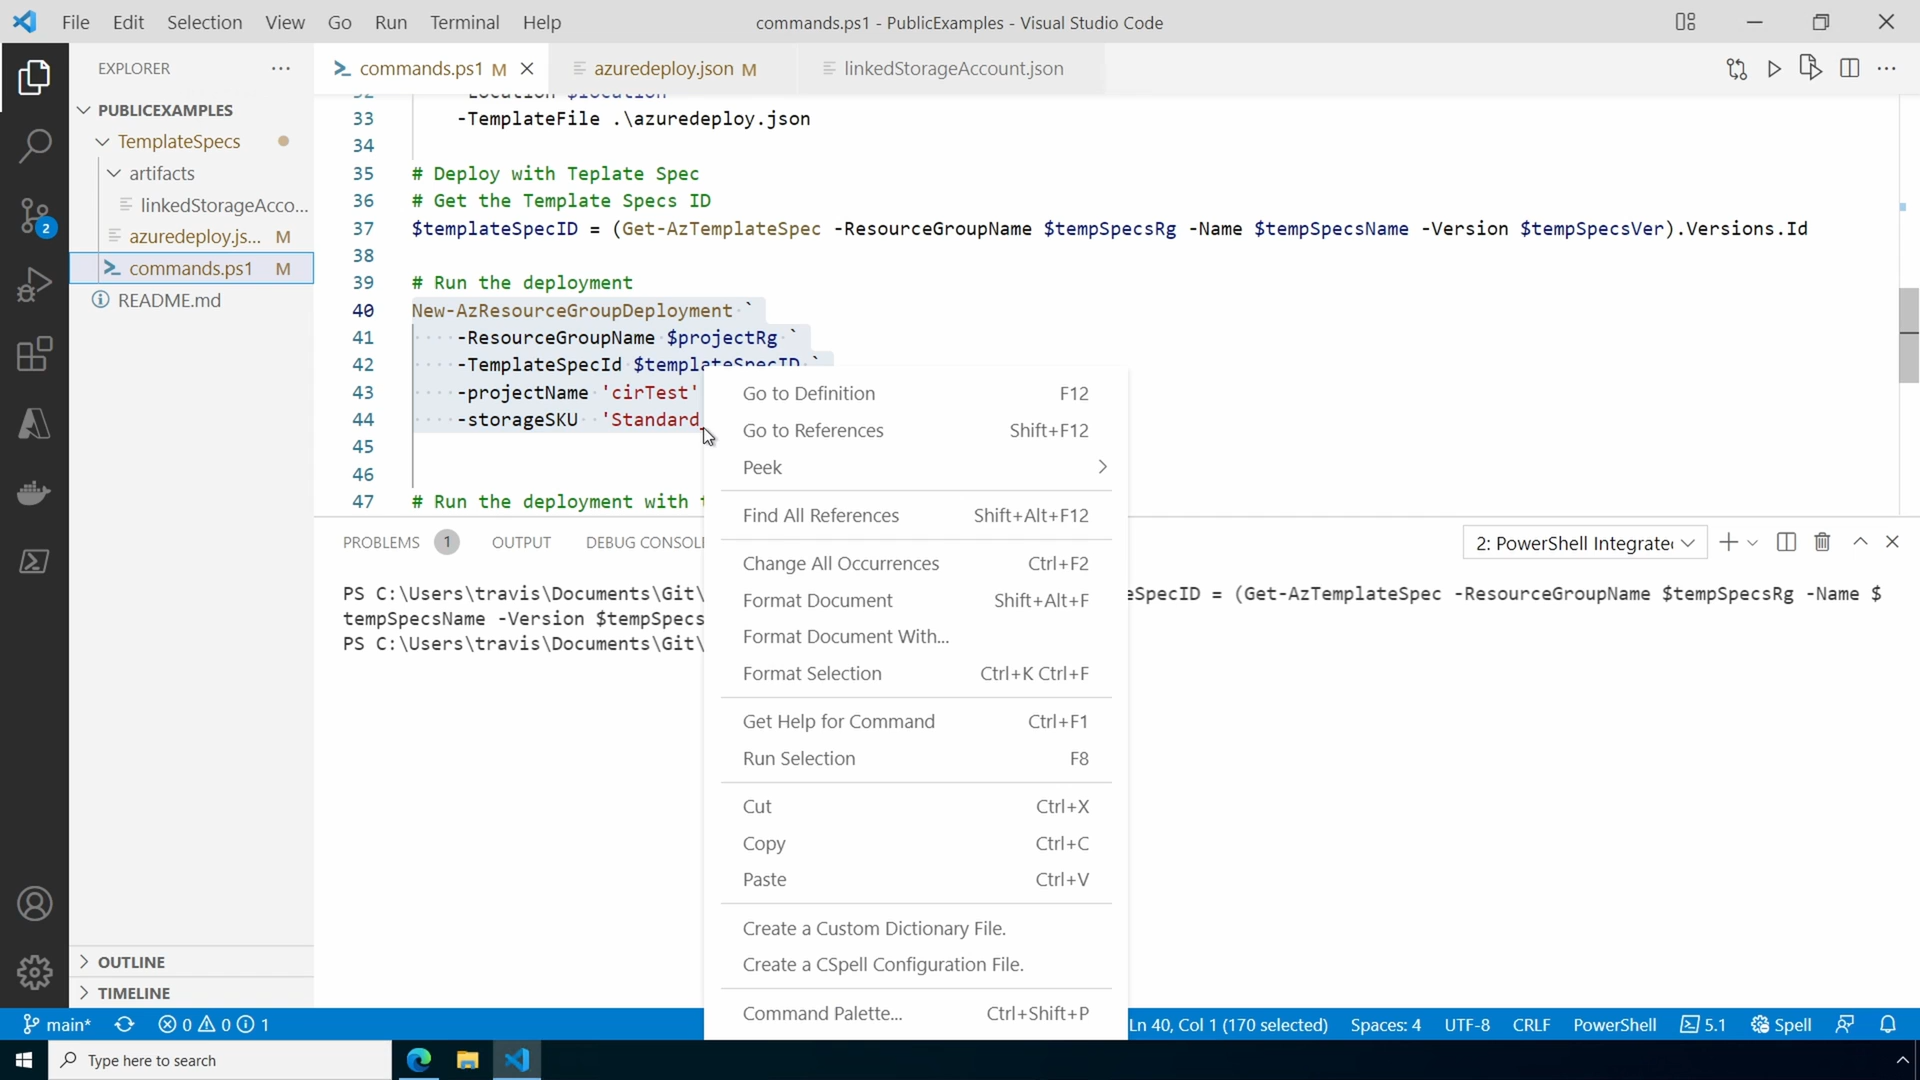 File Edit Selection View Go Run Terminal Help
commands.ps1 - PublicExamples - Visual Studio Code
EXPLORER
commands.ps1 M
azuredeploy.json M
linkedStorageAccount.json
PUBLICEXAMPLES
TemplateSpecs
artifacts
linkedStorageAcco...
azuredeploy.js... M
commands.ps1 M
README.md
2
OUTLINE
TIMELINE
33 -TemplateFile .\azuredeploy.json
34
35 # Deploy with Teplate Spec
36 # Get the Template Specs ID
37 $templateSpecID = (Get-AzTemplateSpec -ResourceGroupName $tempSpecsRg -Name $tempSpecsName -Version $tempSpecsVer).Versions.Id
38
39 # Run the deployment
40 New-AzResourceGroupDeployment `
41 -ResourceGroupName $projectRg `
42 -TemplateSpecId $templateSpecID `
43 -projectName 'cirTest'
44 -storageSKU 'Standard_
45
46
47 # Run the deployment with
Go to Definition F12
Go to References Shift+F12
Peek
Find All References Shift+Alt+F12
Change All Occurrences Ctrl+F2
Format Document Shift+Alt+F
Format Document With...
Format Selection Ctrl+K Ctrl+F
Get Help for Command Ctrl+F1
Run Selection F8
Cut Ctrl+X
Copy Ctrl+C
Paste Ctrl+V
Create a Custom Dictionary File.
Create a CSpell Configuration File.
Command Palette... Ctrl+Shift+P
PROBLEMS 1 OUTPUT DEBUG CONSOL
2: PowerShell Integrate
PS C:\Users\travis\Documents\Git\ eSpecID = (Get-AzTemplateSpec -ResourceGroupName $tempSpecsRg -Name $
tempSpecsName -Version $tempSpecs
PS C:\Users\travis\Documents\Git\
main* 0 0 1
Ln 40, Col 1 (170 selected) Spaces: 4 UTF-8 CRLF PowerShell 5.1 Spell
Type here to search